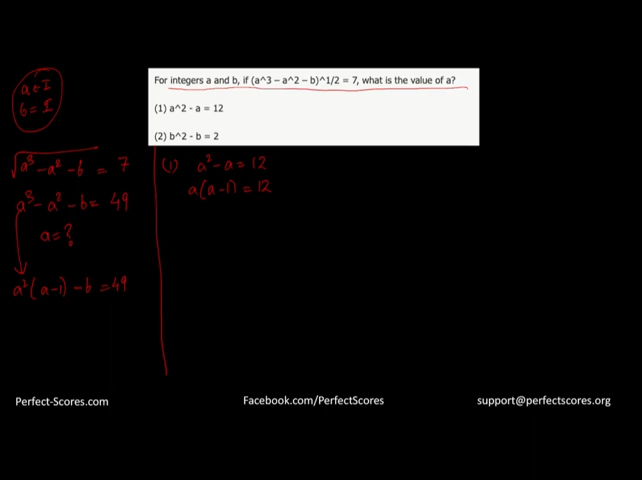 a ∈ I
b = I
For integers a and b, if (a^3 – a^2 – b)^1/2 = 7, what is the value of a?
(1) a^2 - a = 12
(2) b^2 - b = 2
√a³ - a² - b = 7
a³ - a² - b = 49
a = ?
a²(a-1) - b = 49
(1) a² - a = 12
a(a-1) = 12
Perfect-Scores.com
Facebook.com/PerfectScores
support@perfectscores.org